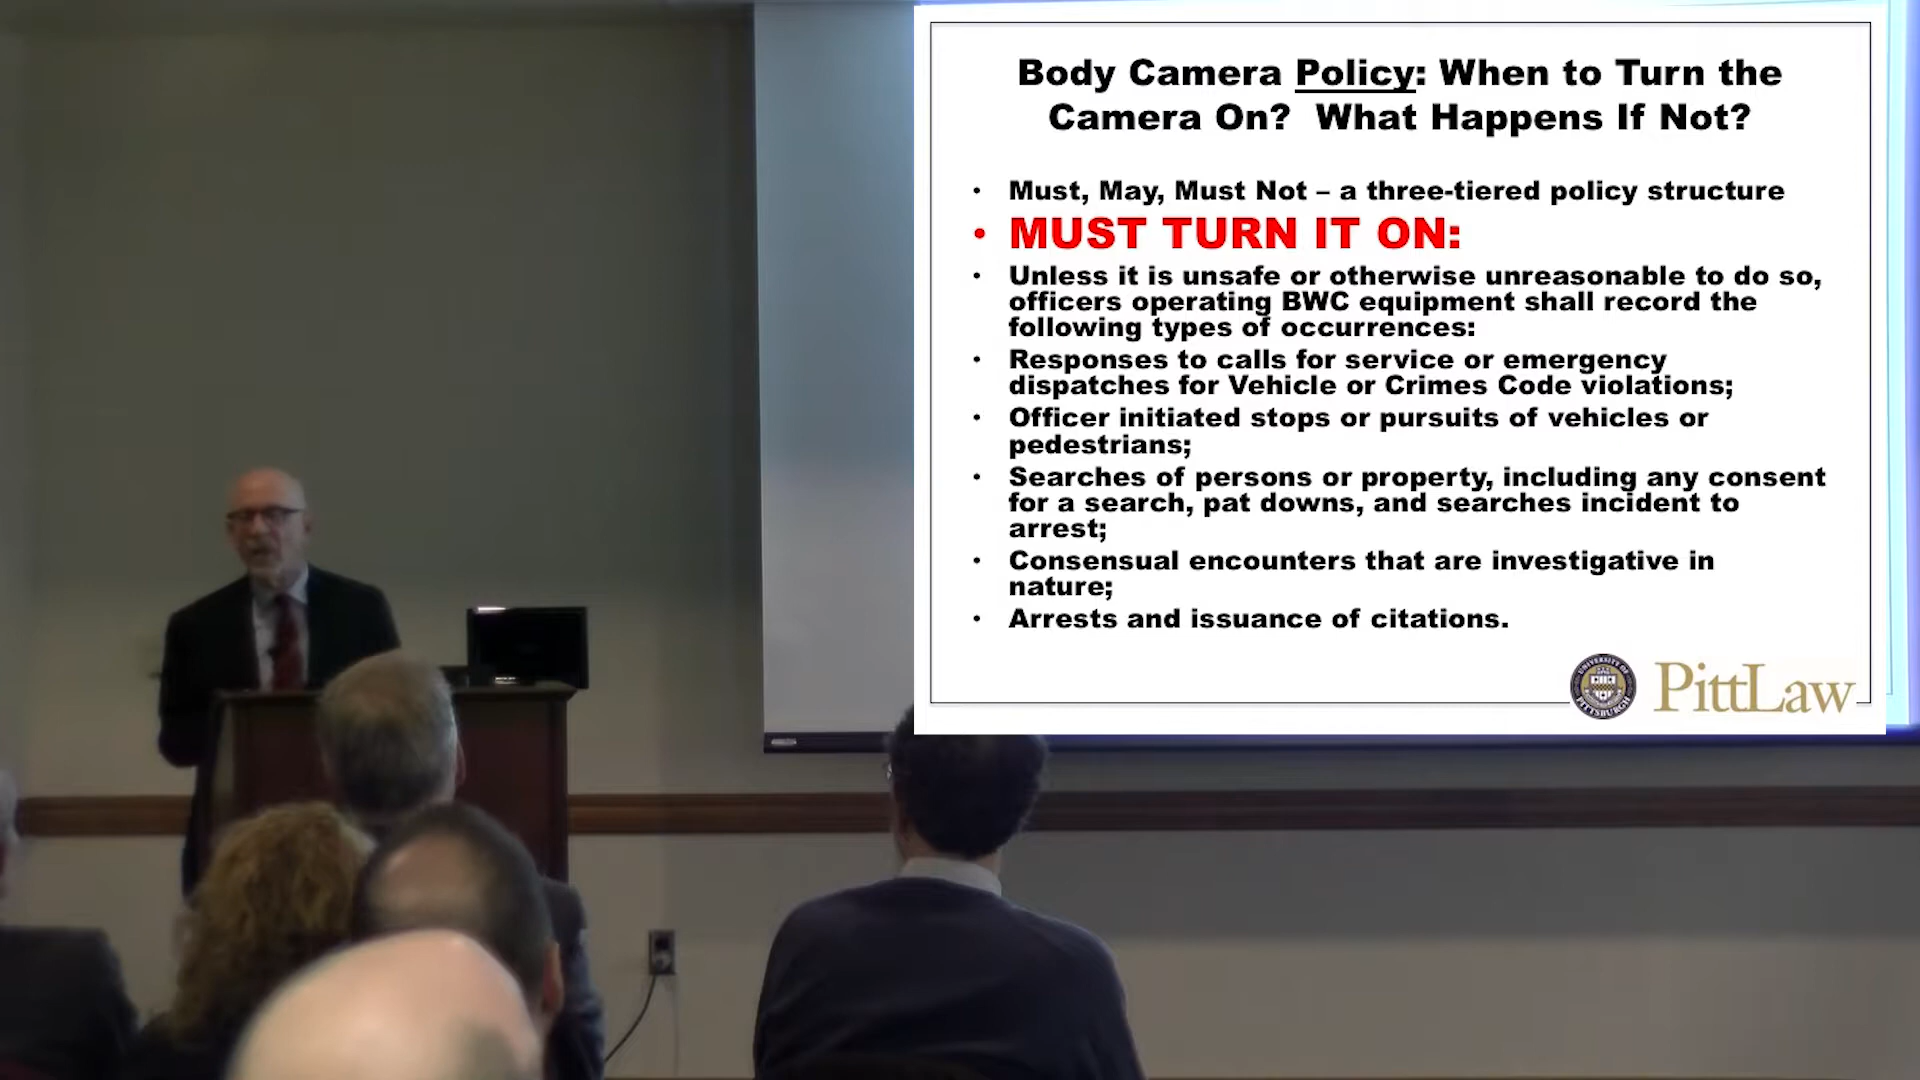 Body Camera Policy: When to Turn the
Camera On?  What Happens If Not?
• Must, May, Must Not – a three-tiered policy structure
• MUST TURN IT ON:
• Unless it is unsafe or otherwise unreasonable to do so,
officers operating BWC equipment shall record the
following types of occurrences:
• Responses to calls for service or emergency
dispatches for Vehicle or Crimes Code violations;
• Officer initiated stops or pursuits of vehicles or
pedestrians;
• Searches of persons or property, including any consent
for a search, pat downs, and searches incident to
arrest;
• Consensual encounters that are investigative in
nature;
• Arrests and issuance of citations.
UNIVERSITY OF
PITTSBURGH
PittLaw